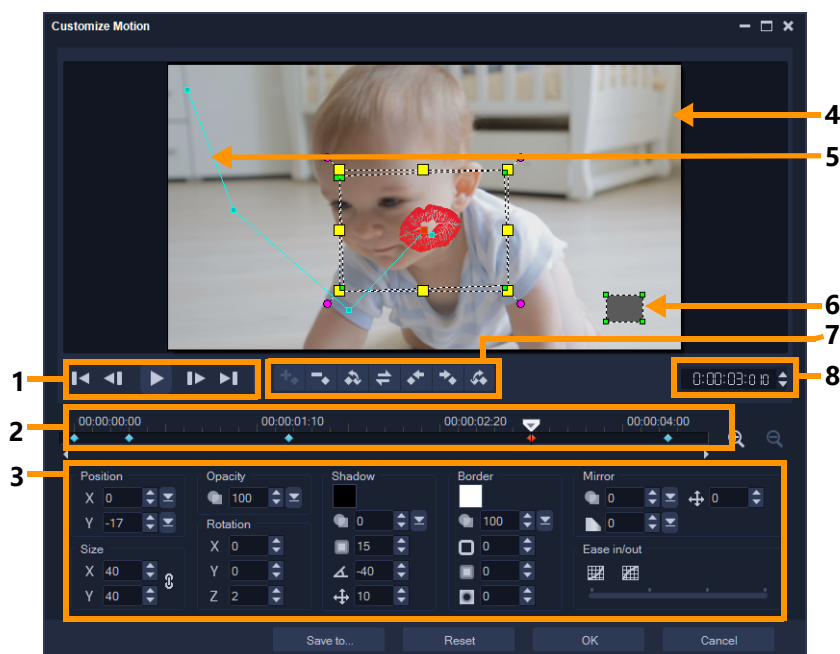 Customize Motion
4
5
6
7
1
0:00:03:010
8
2
00:00:00:00
00:00:01:10
00:00:02:20
00:00:04:00
3
Position
Opacity
Shadow
Border
Mirror
X 0
100
0
0
Y -17
0
100
0
Rotation
Size
X 0
15
0
Ease in/out
X 40
Y 0
-40
0
Y 40
Z 2
10
0
Save to...
Reset
OK
Cancel